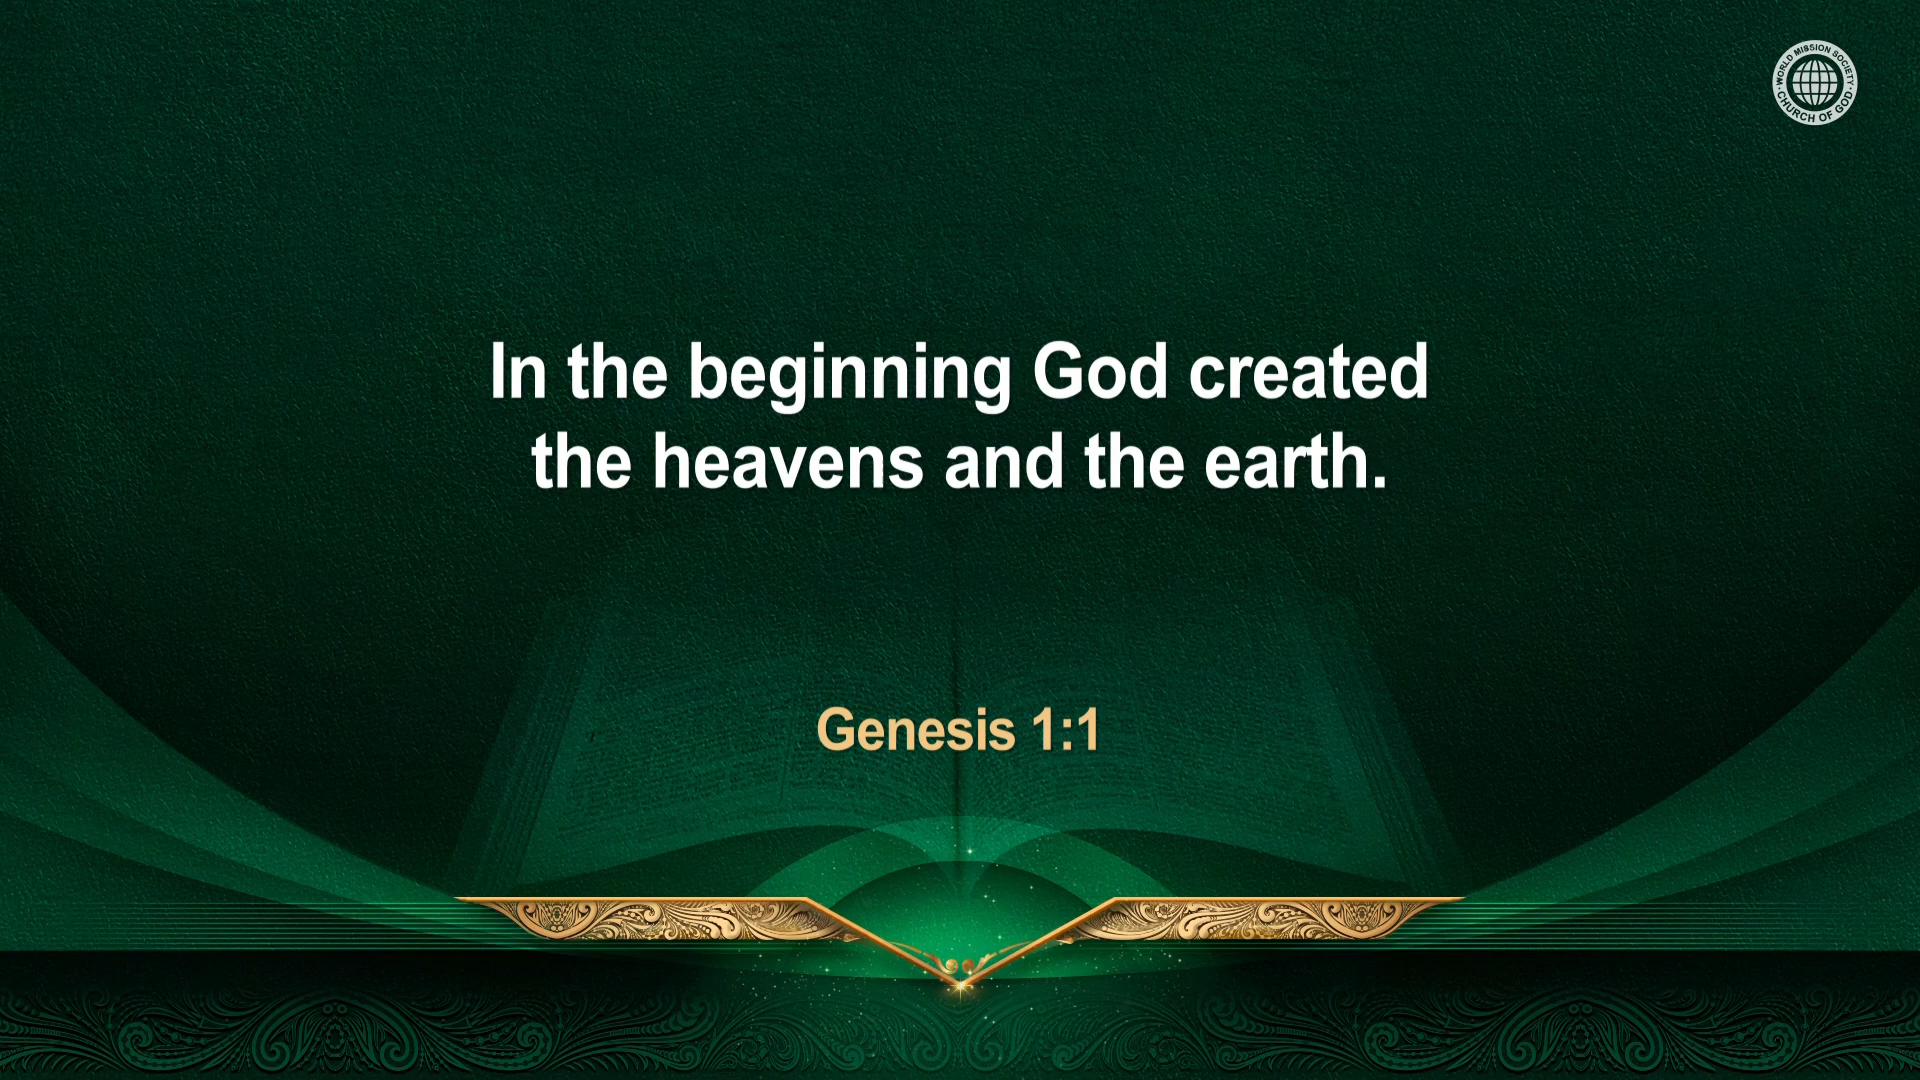 WORLD MISSION SOCIETY
CHURCH OF GOD
In the beginning God created
the heavens and the earth.
Genesis 1:1